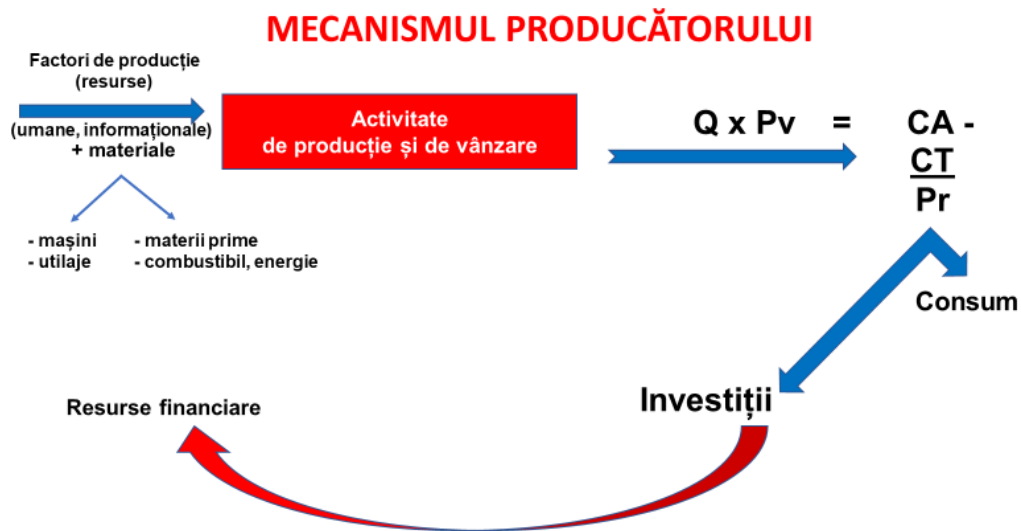 MECANISMUL PRODUCĂTORULUI
Factori de producție
(resurse)
(umane, informaționale)
+ materiale
- mașini
- utilaje
- materii prime
- combustibil, energie
Activitate
de producție și de vânzare
Q x Pv = CA -
CT
Pr
Consum
Investiții
Resurse financiare